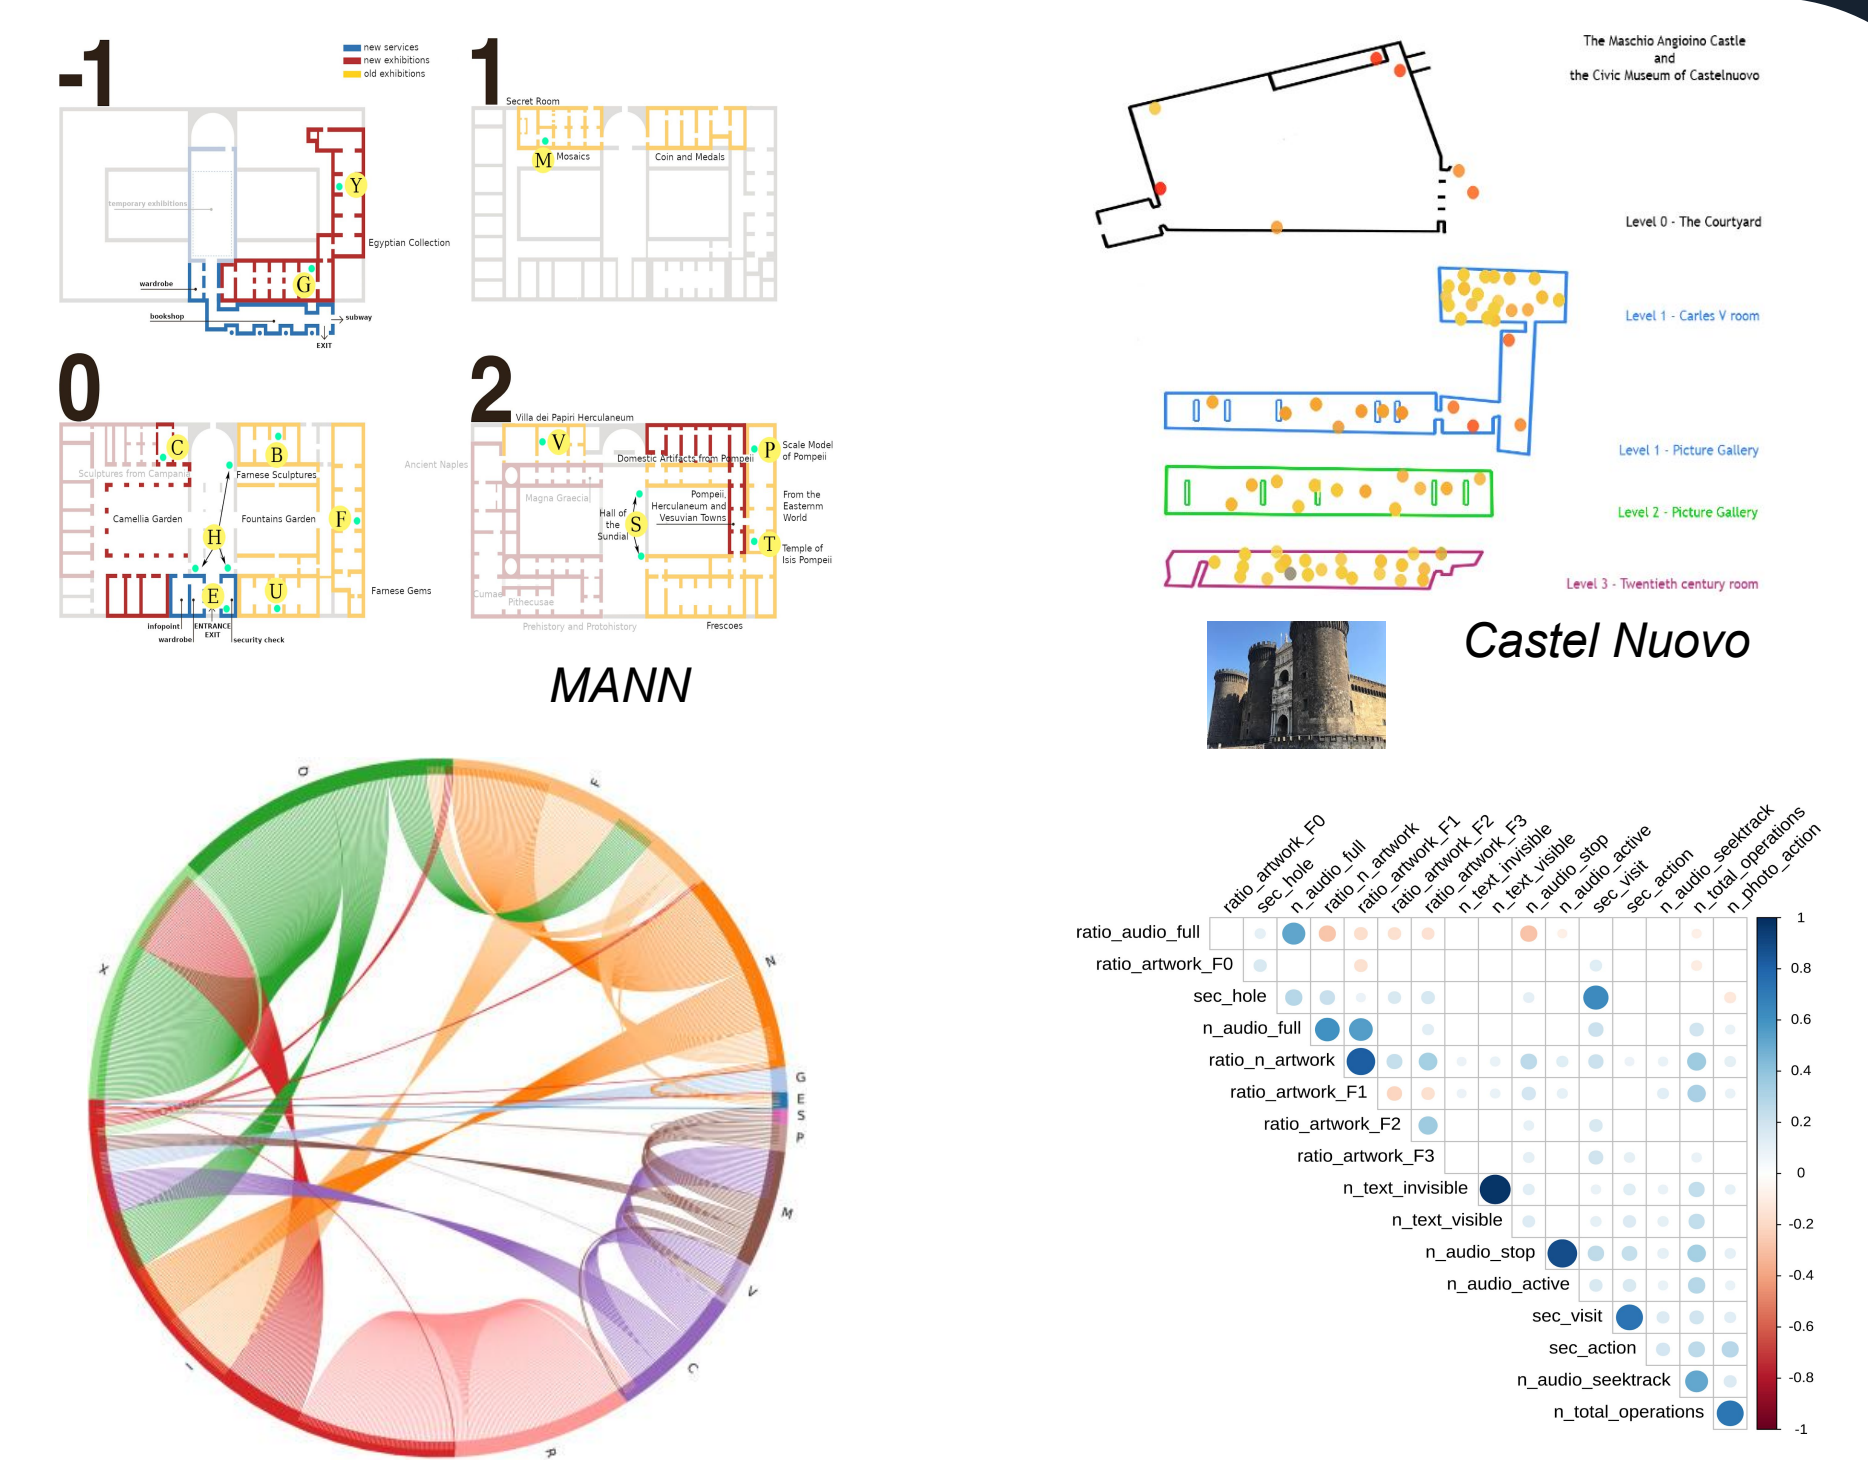 -1
new services
new exhibitions
old exhibitions
temporary exhibitions
Y
Egyptian Collection
G
wardrobe
bookshop
subway
EXIT
1
Secret Room
M
Mosaics
Coin and Medals
0
C
B
Sculptures from Campania
Farnese Sculptures
Camellia Garden
Fountains Garden
F
H
E
U
Farnese Gems
infopoint
ENTRANCE
EXIT
wardrobe
security check
2
Villa dei Papiri Herculaneum
V
P
Scale Model
of Pompeii
Ancient Naples
Domestic Artifacts from Pompeii
Magna Graecia
Pompeii,
Herculaneum and
Vesuvian Towns
From the
Easternm
World
Hall of
the
Sundial
S
T
Temple of
Isis Pompeii
Cumae
Pithecusae
Prehistory and Protohistory
Frescoes
MANN
The Maschio Angioino Castle
and
the Civic Museum of Castelnuovo
Level 0 - The Courtyard
Level 1 - Carles V room
Level 1 - Picture Gallery
Level 2 - Picture Gallery
Level 3 - Twentieth century room
Castel Nuovo
F
N
G
E
S
P
M
V
C
R
I
X
ratio_artwork_F0
sec_hole
n_audio_full
ratio_n_artwork
ratio_artwork_F1
ratio_artwork_F2
ratio_artwork_F3
n_text_invisible
n_text_visible
n_audio_stop
n_audio_active
sec_visit
sec_action
n_audio_seektrack
n_total_operations
n_photo_action
ratio_audio_full
ratio_artwork_F0
sec_hole
n_audio_full
ratio_n_artwork
ratio_artwork_F1
ratio_artwork_F2
ratio_artwork_F3
n_text_invisible
n_text_visible
n_audio_stop
n_audio_active
sec_visit
sec_action
n_audio_seektrack
n_total_operations
1
0.8
0.6
0.4
0.2
0
-0.2
-0.4
-0.6
-0.8
-1